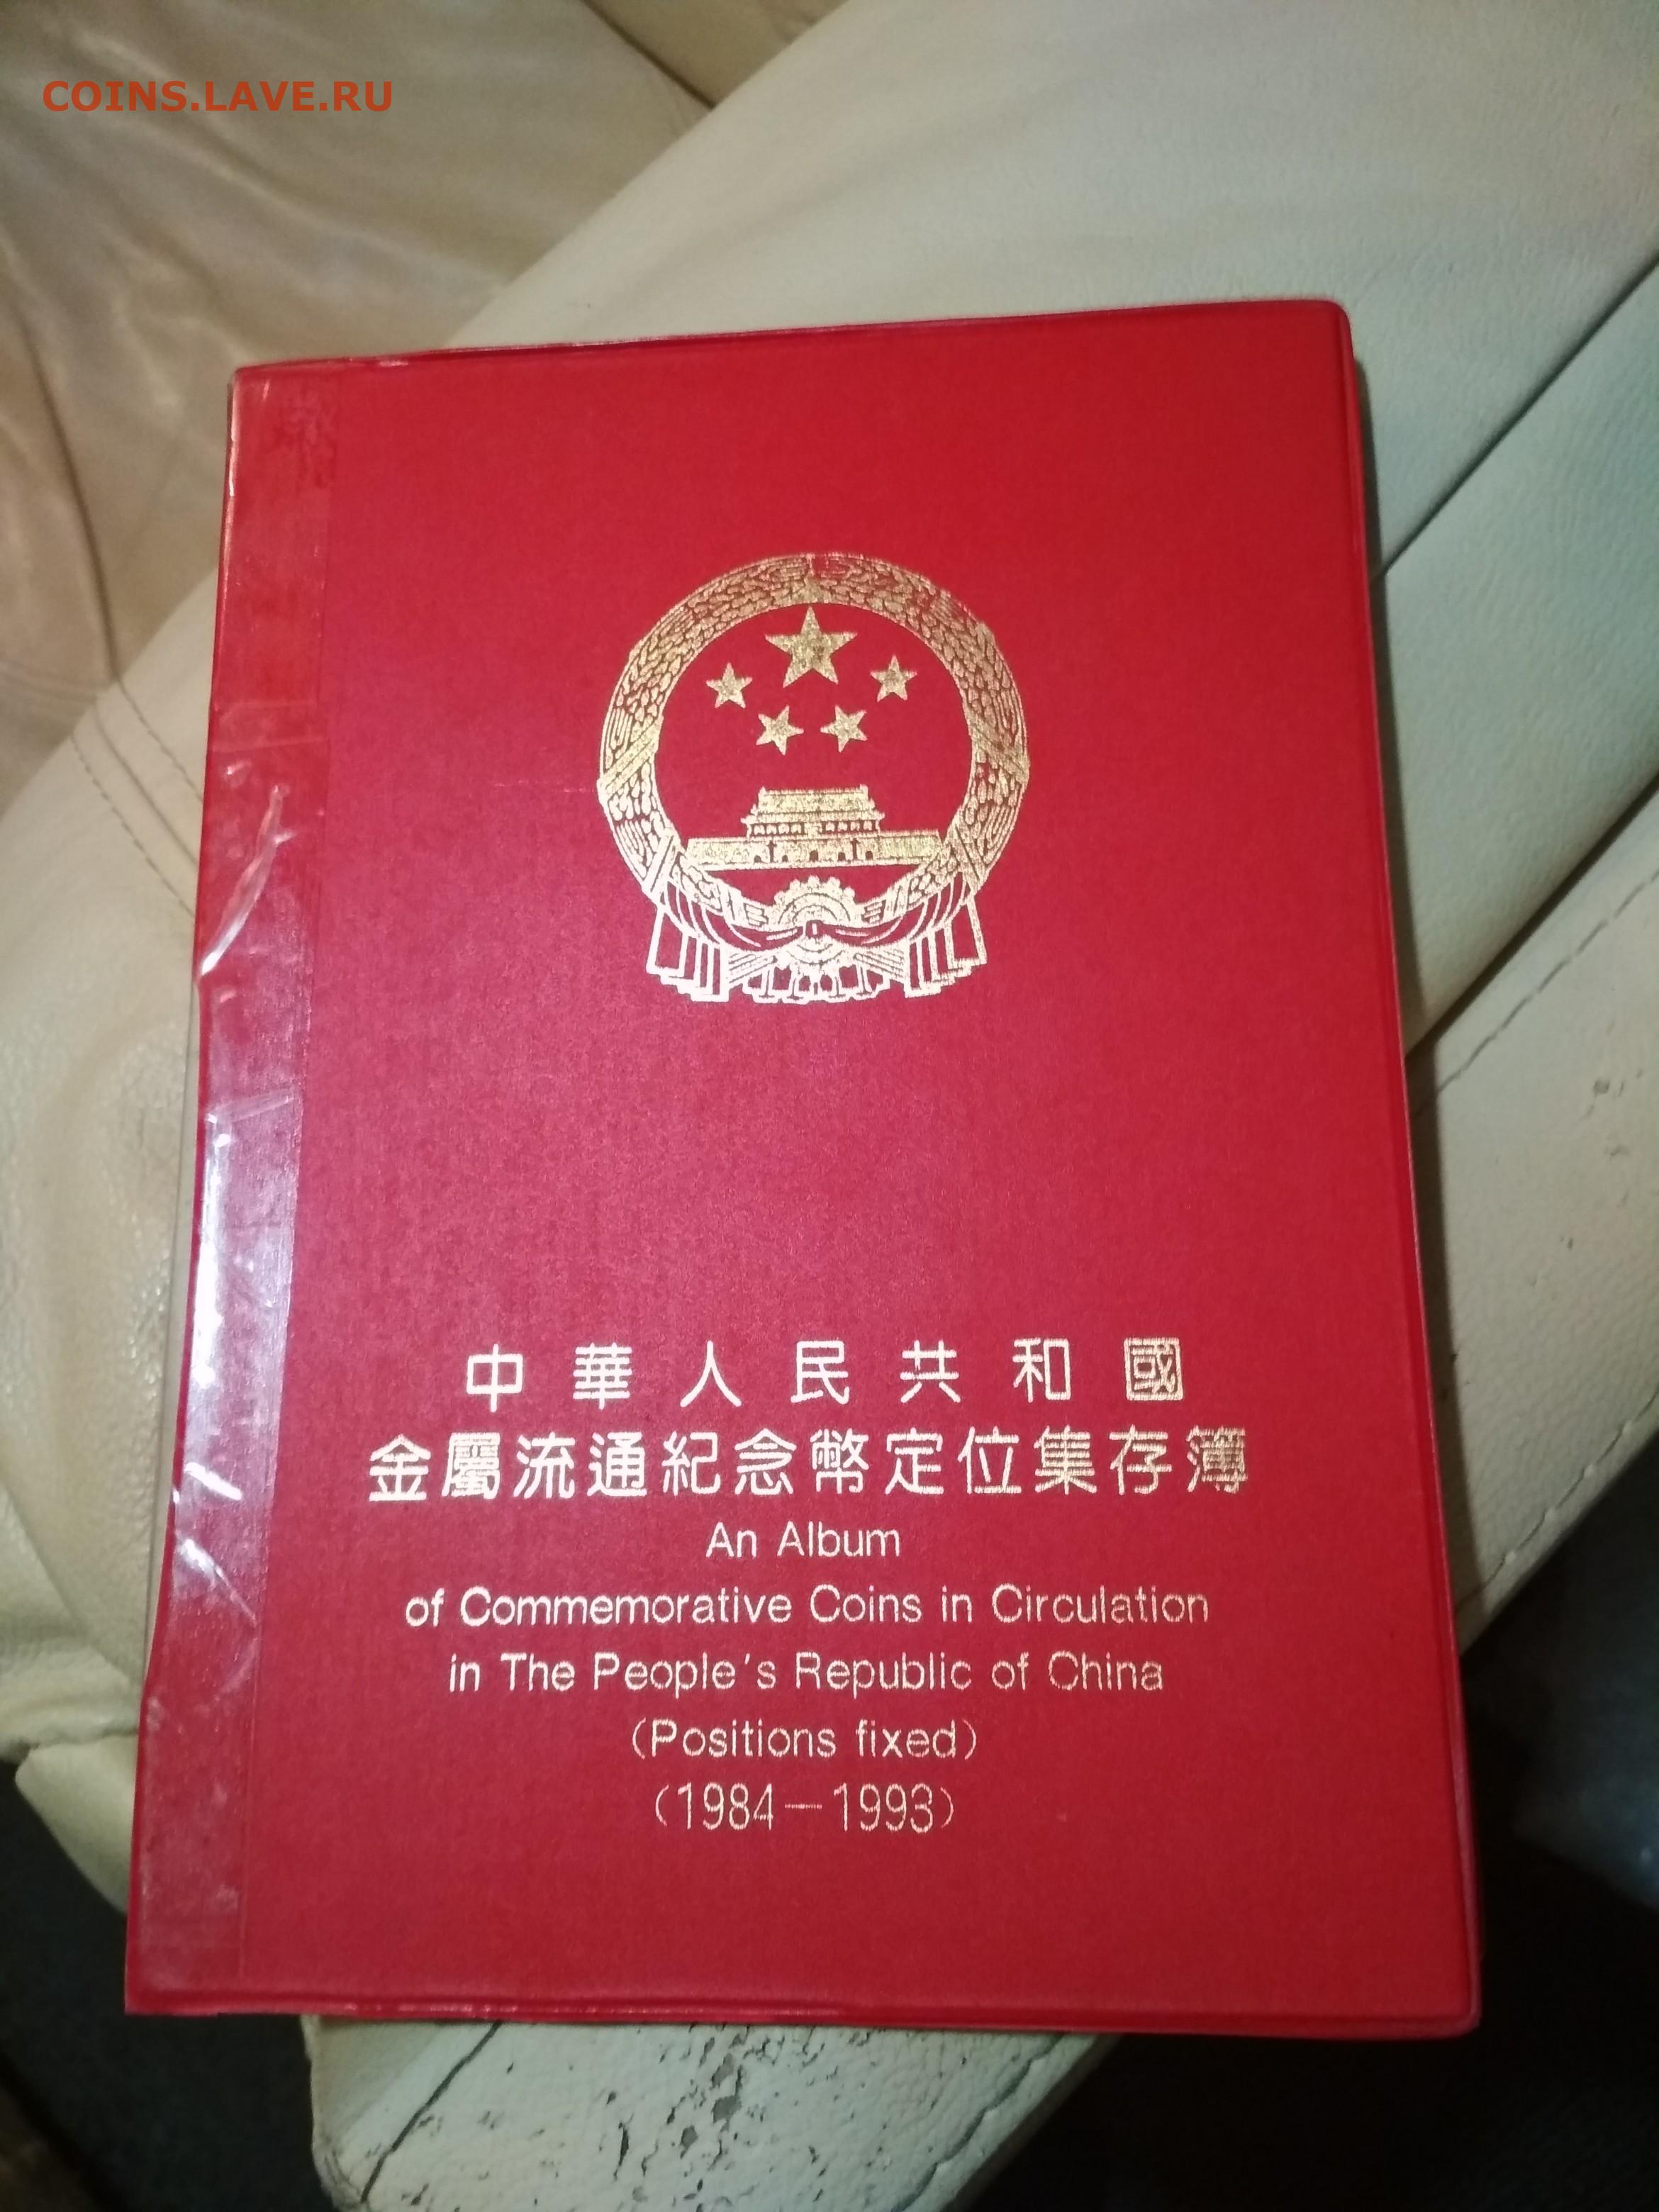 COINS.LAVE.RU
中華人民共和國
金屬流通紀念幣定位集存簿
An Album
of Commemorative Coins in Circulation
in The People's Republic of China
(Positions fixed)
(1984—1993)